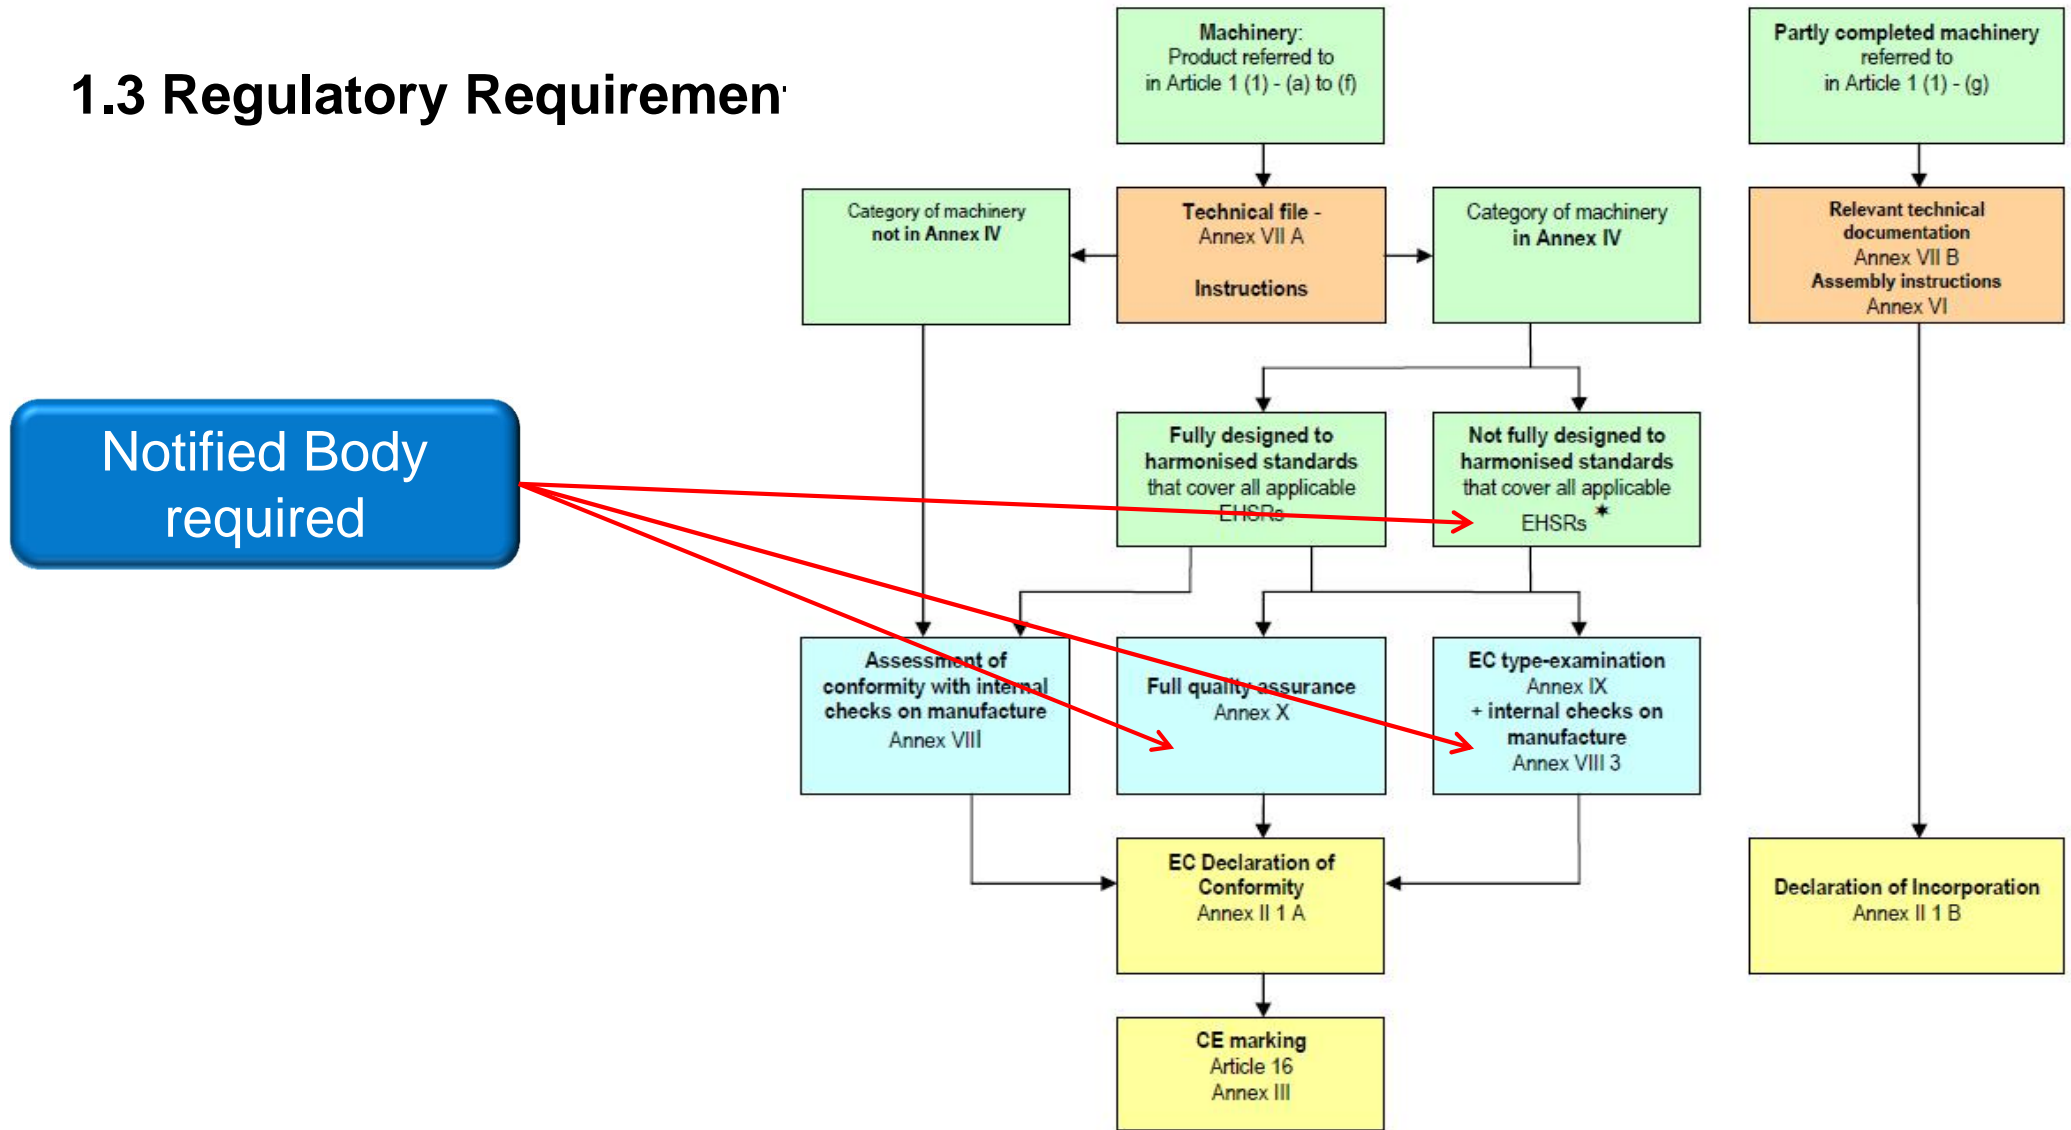 1.3 Regulatory Requiremen
Machinery:
Product referred to
in Article 1 (1) - (a) to (f)
Partly completed machinery
referred to
in Article 1 (1) - (g)
Category of machinery
not in Annex IV
Technical file -
Annex VII A
Instructions
Category of machinery
in Annex IV
Relevant technical
documentation
Annex VII B
Assembly instructions
Annex VI
Notified Body
required
Fully designed to
harmonised standards
that cover all applicable
EHSRs
Not fully designed to
harmonised standards
that cover all applicable
EHSRs *
Assessment of
conformity with internal
checks on manufacture
Annex VIII
Full quality assurance
Annex X
EC type-examination
Annex IX
+ internal checks on
manufacture
Annex VIII 3
EC Declaration of
Conformity
Annex II 1 A
Declaration of Incorporation
Annex II 1 B
CE marking
Article 16
Annex III